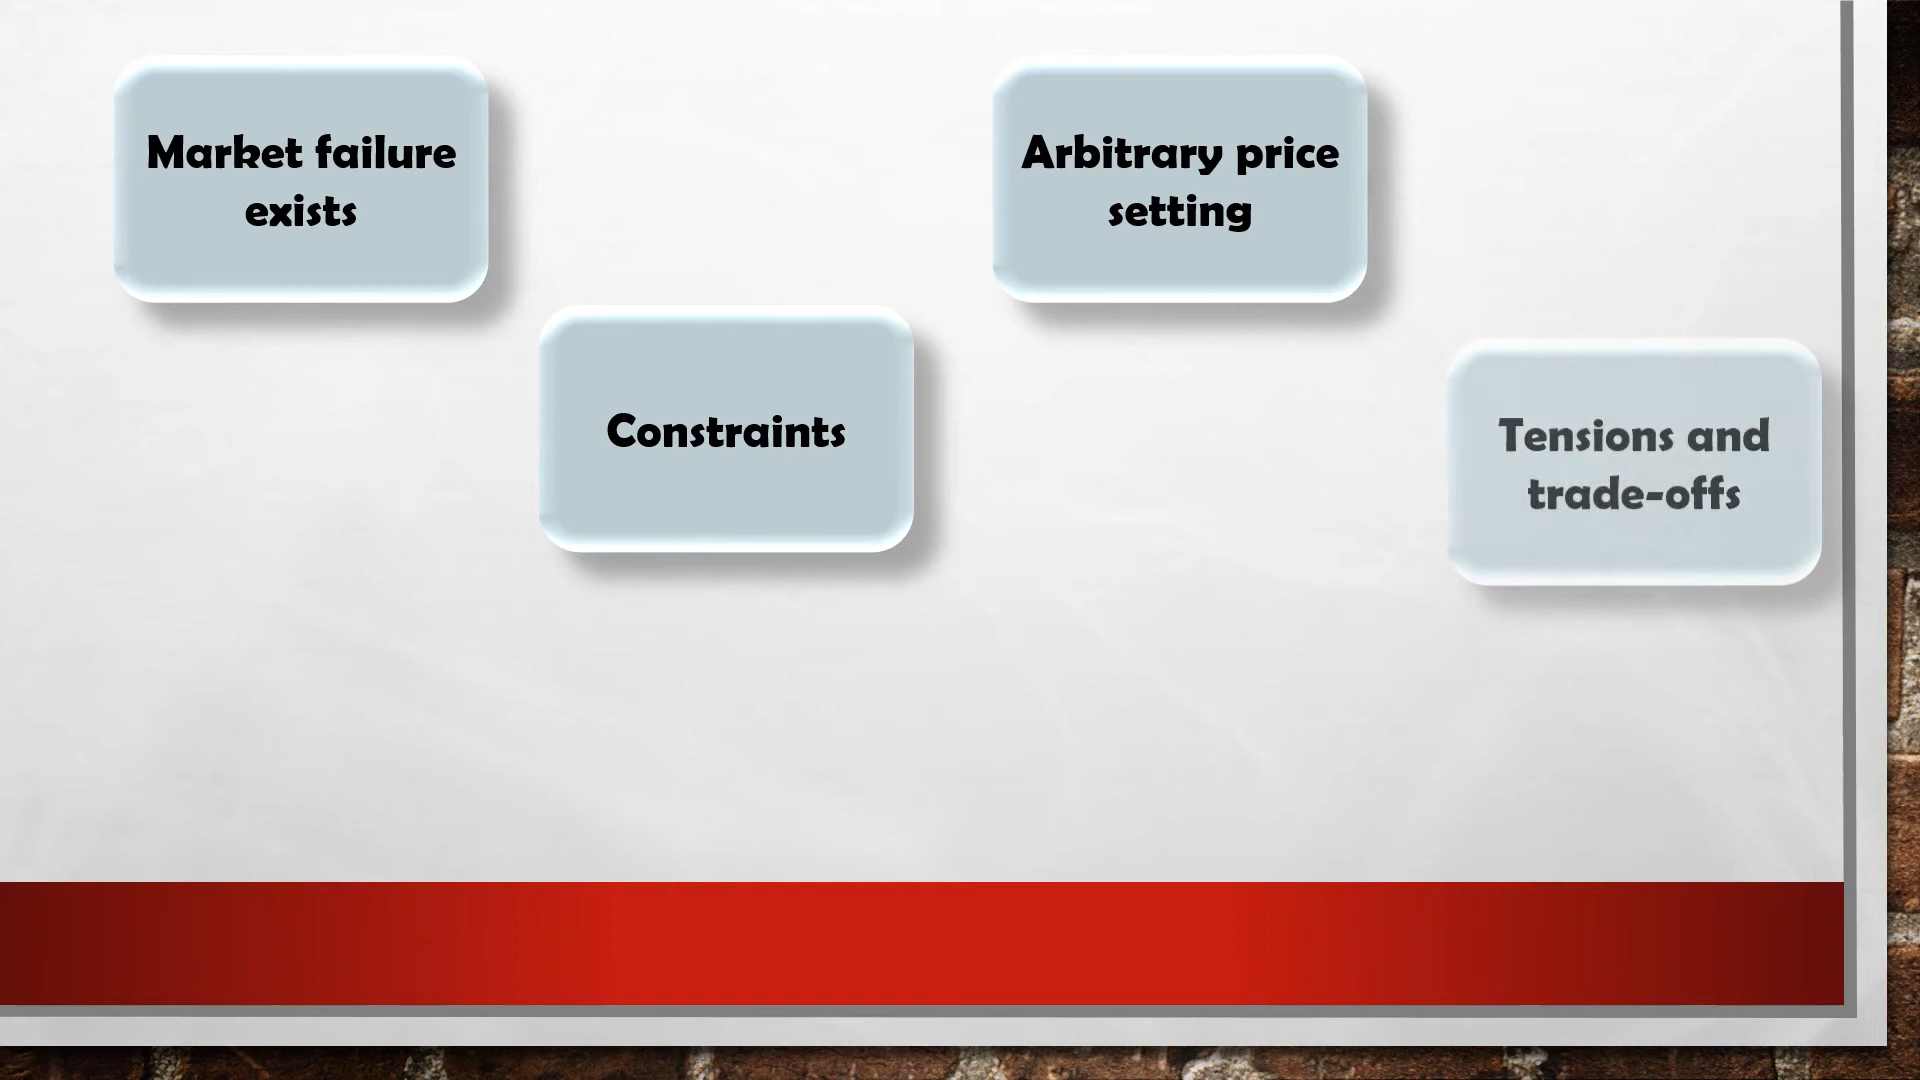 Market failure
exists
Constraints
Arbitrary price
setting
Tensions and
trade-offs